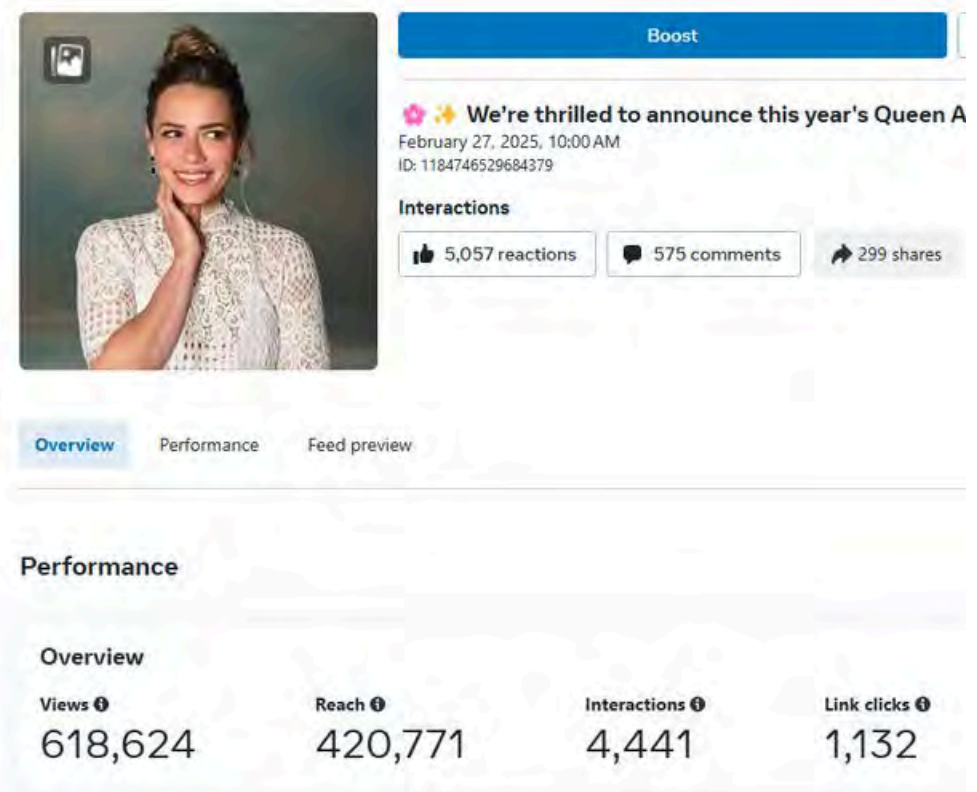 Boost
🌸 ✨ We're thrilled to announce this year's Queen A
February 27, 2025, 10:00 AM
ID: 1184746529684379
Interactions
5,057 reactions
575 comments
299 shares
Overview
Performance
Feed preview
Performance
Overview
Views
Reach
Interactions
Link clicks
618,624
420,771
4,441
1,132